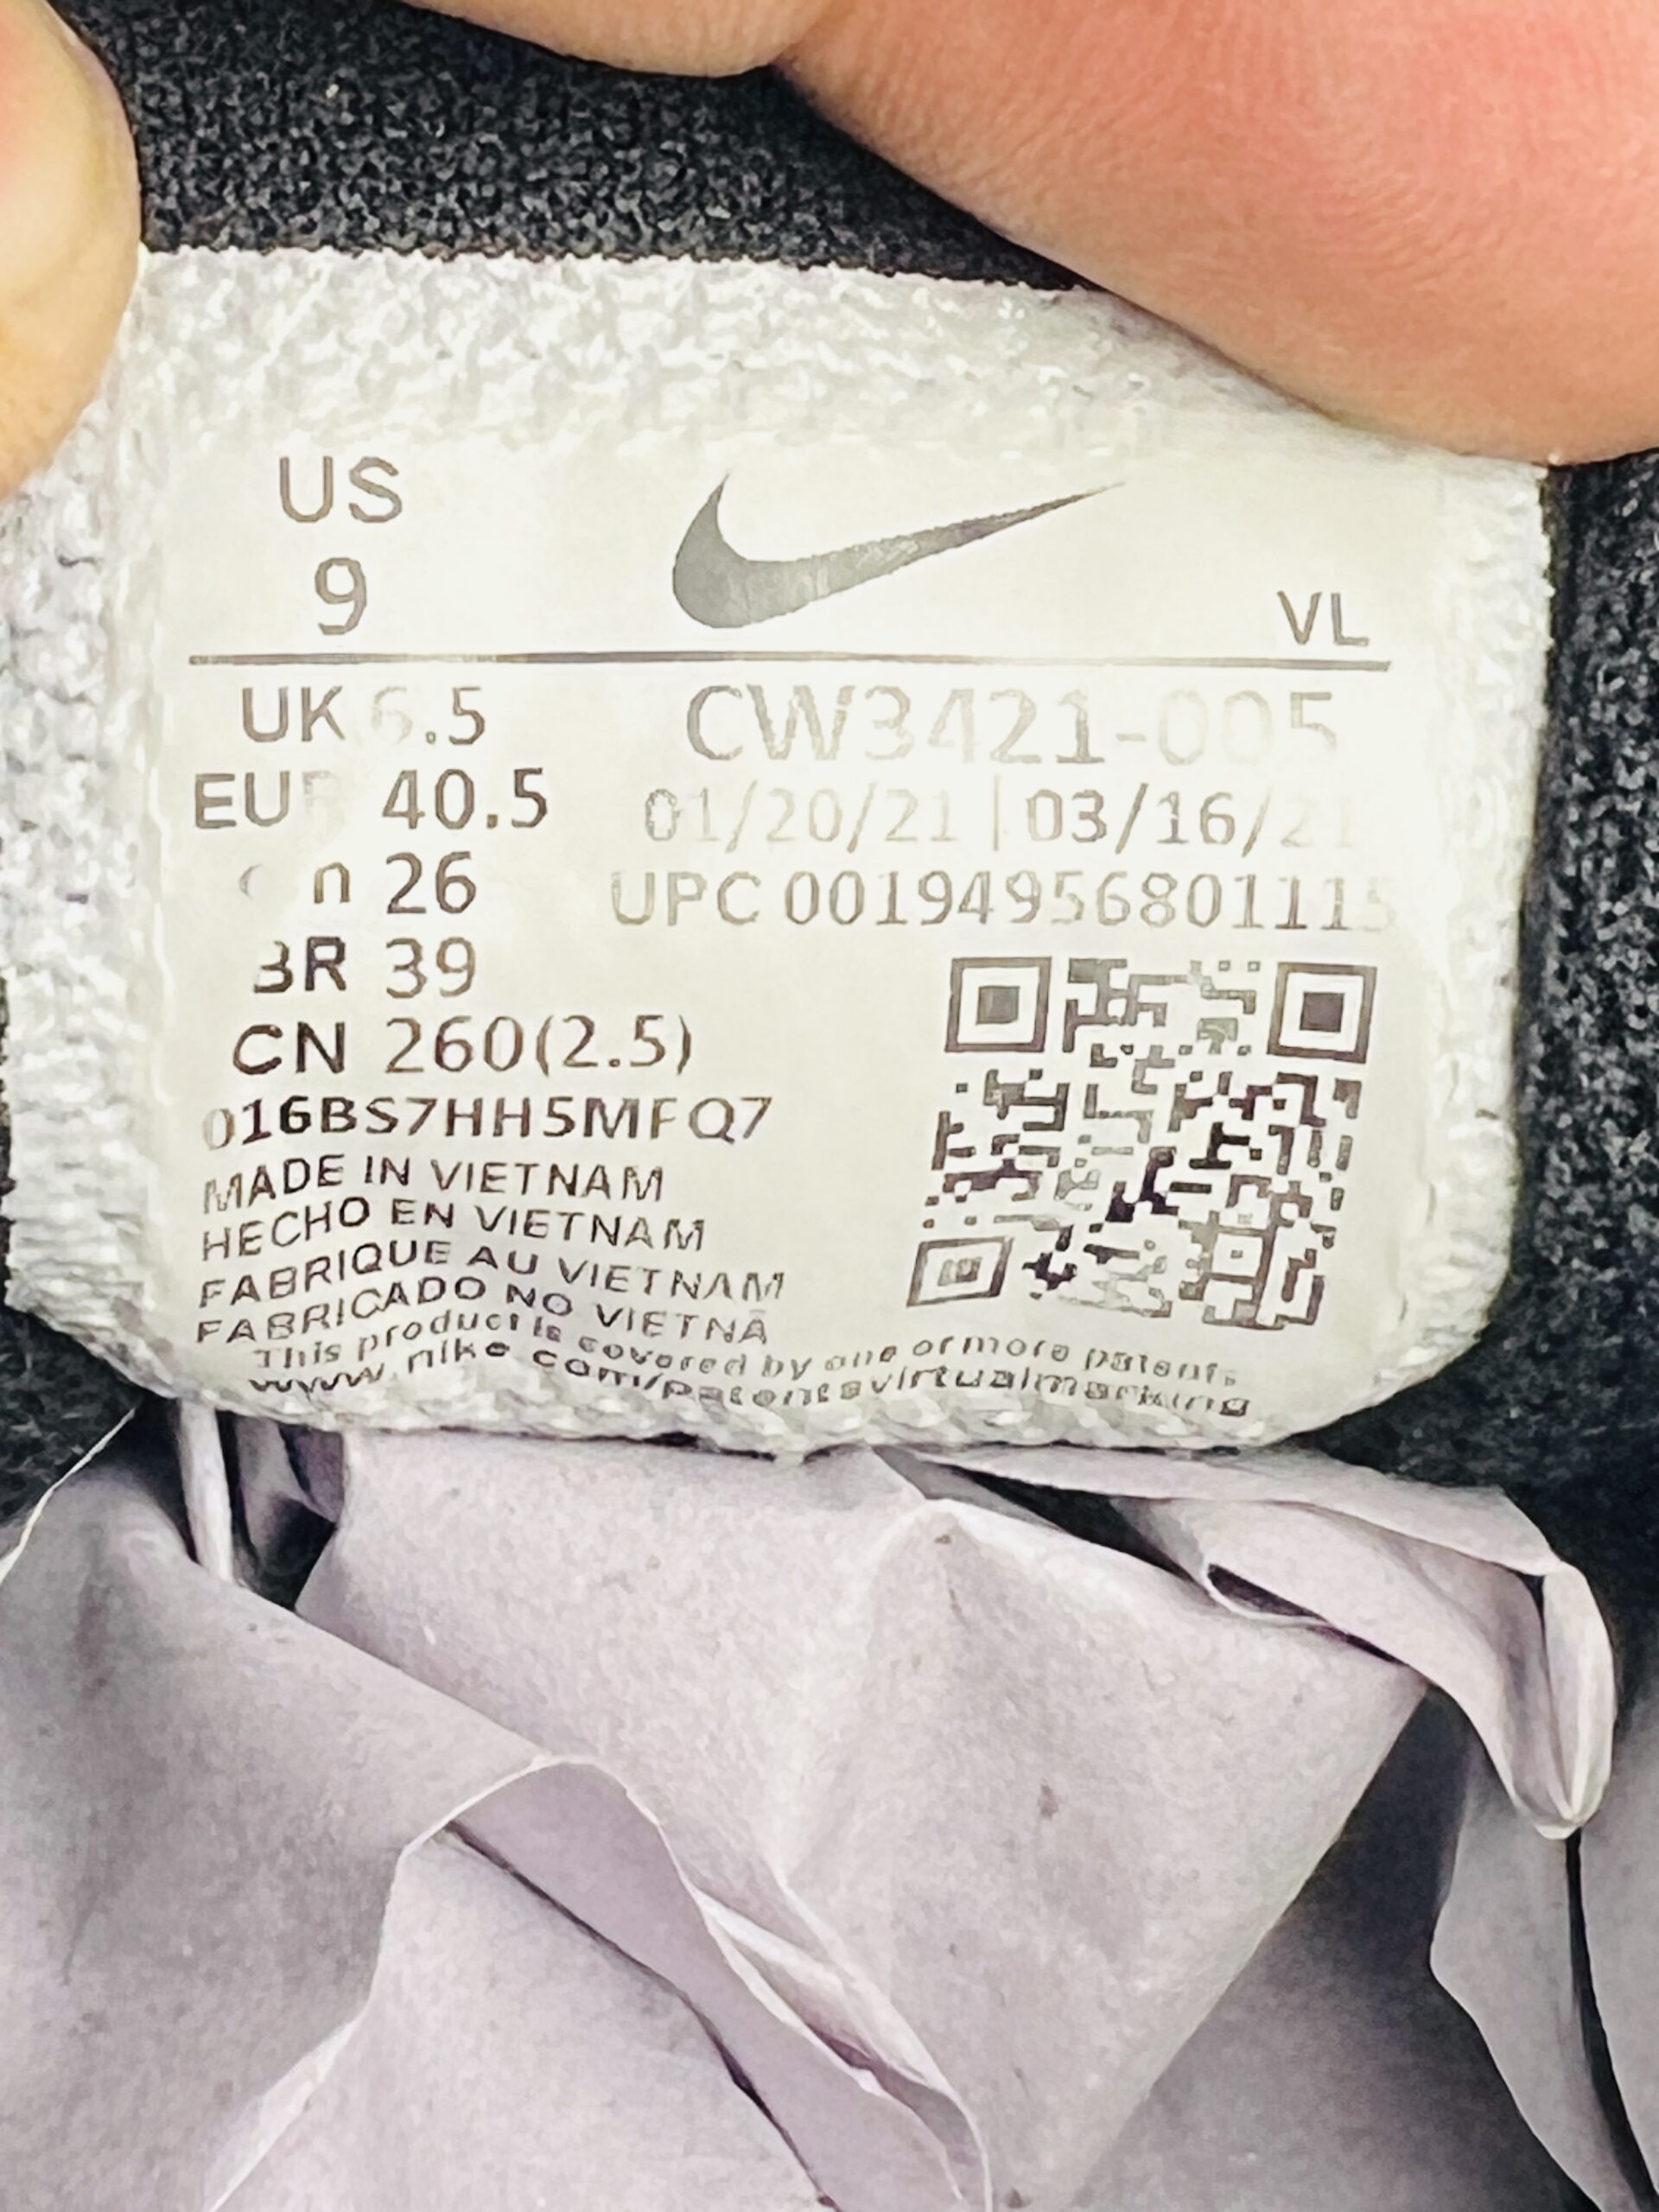 US
9
VL
UK 6.5
CW3421-005
EUR 40.5
01/20/21 | 03/16/21
cm 26
UPC 00194956801115
BR 39
CN 260(2.5)
016BS7HH5MFQ7
MADE IN VIETNAM
HECHO EN VIETNAM
FABRIQUE AU VIETNAM
FABRICADO NO VIETNÃ
This product is covered by one or more patents
www.nike.com/patentsvirtualmarking